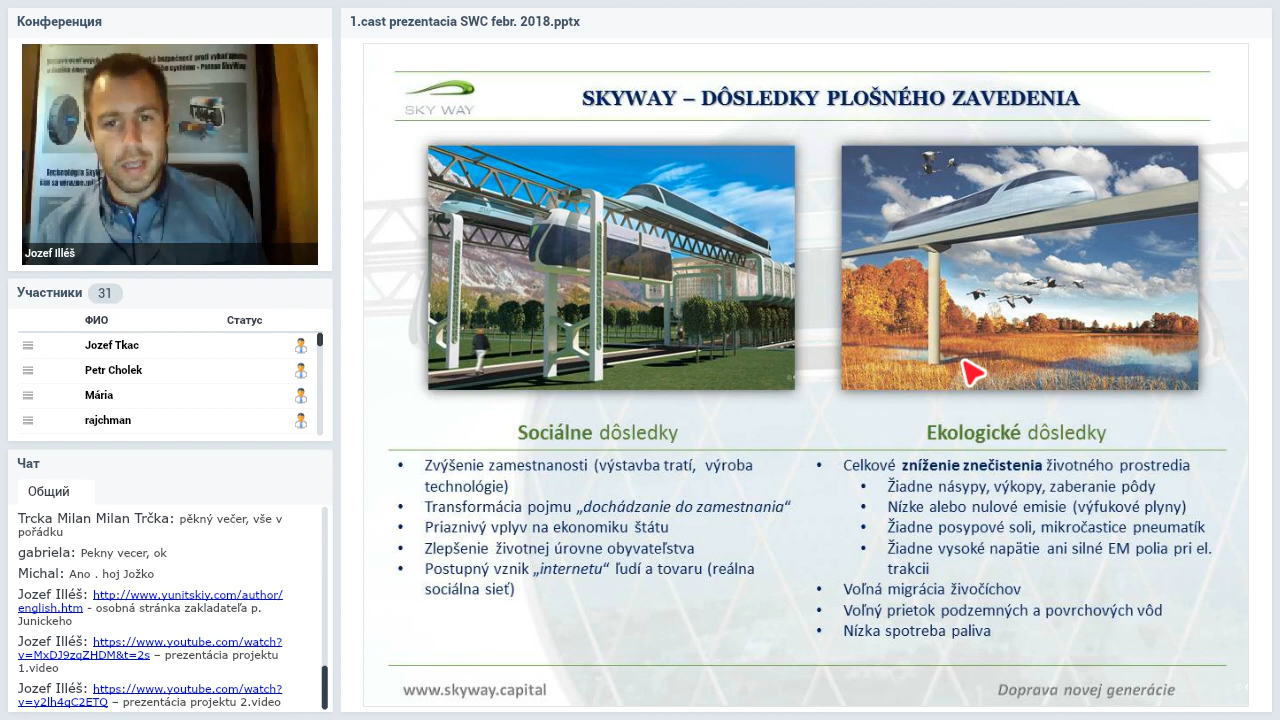 Конференция
Jozef Illéš
Участники 31
ФИО Статус
Jozef Tkac
Petr Cholek
Mária
rajchman
Чат
Общий
Trcka Milan Milan Trčka: pěkný večer, vše v
pořádku
gabriela: Pekny vecer, ok
Michal: Ano . hoj Jožko
Jozef Illéš: http://www.yunitskiy.com/author/
english.htm - osobná stránka zakladateľa p.
Junickeho
Jozef Illéš: https://www.youtube.com/watch?
v=MxDJ9zqZHDM&t=2s – prezentácia projektu
1.video
Jozef Illéš: https://www.youtube.com/watch?
v=y2lh4gC2ETQ – prezentácia projektu 2.video
1.cast prezentacia SWC febr. 2018.pptx
SKY WAY
SKYWAY – DÔSLEDKY PLOŠNÉHO ZAVEDENIA
Sociálne dôsledky
• Zvýšenie zamestnanosti (výstavba tratí, výroba
technológie)
• Transformácia pojmu „dochádzanie do zamestnania“
• Priaznivý vplyv na ekonomiku štátu
• Zlepšenie životnej úrovne obyvateľstva
• Postupný vznik „internetu“ ľudí a tovaru (reálna
sociálna sieť)
Ekologické dôsledky
• Celkové zníženie znečistenia životného prostredia
• Žiadne násypy, výkopy, zaberanie pôdy
• Nízke alebo nulové emisie (výfukové plyny)
• Žiadne posypové soli, mikročastice pneumatík
• Žiadne vysoké napätie ani silné EM polia pri el.
trakcii
• Voľná migrácia živočíchov
• Voľný prietok podzemných a povrchových vôd
• Nízka spotreba paliva
www.skyway.capital
Doprava novej generácie